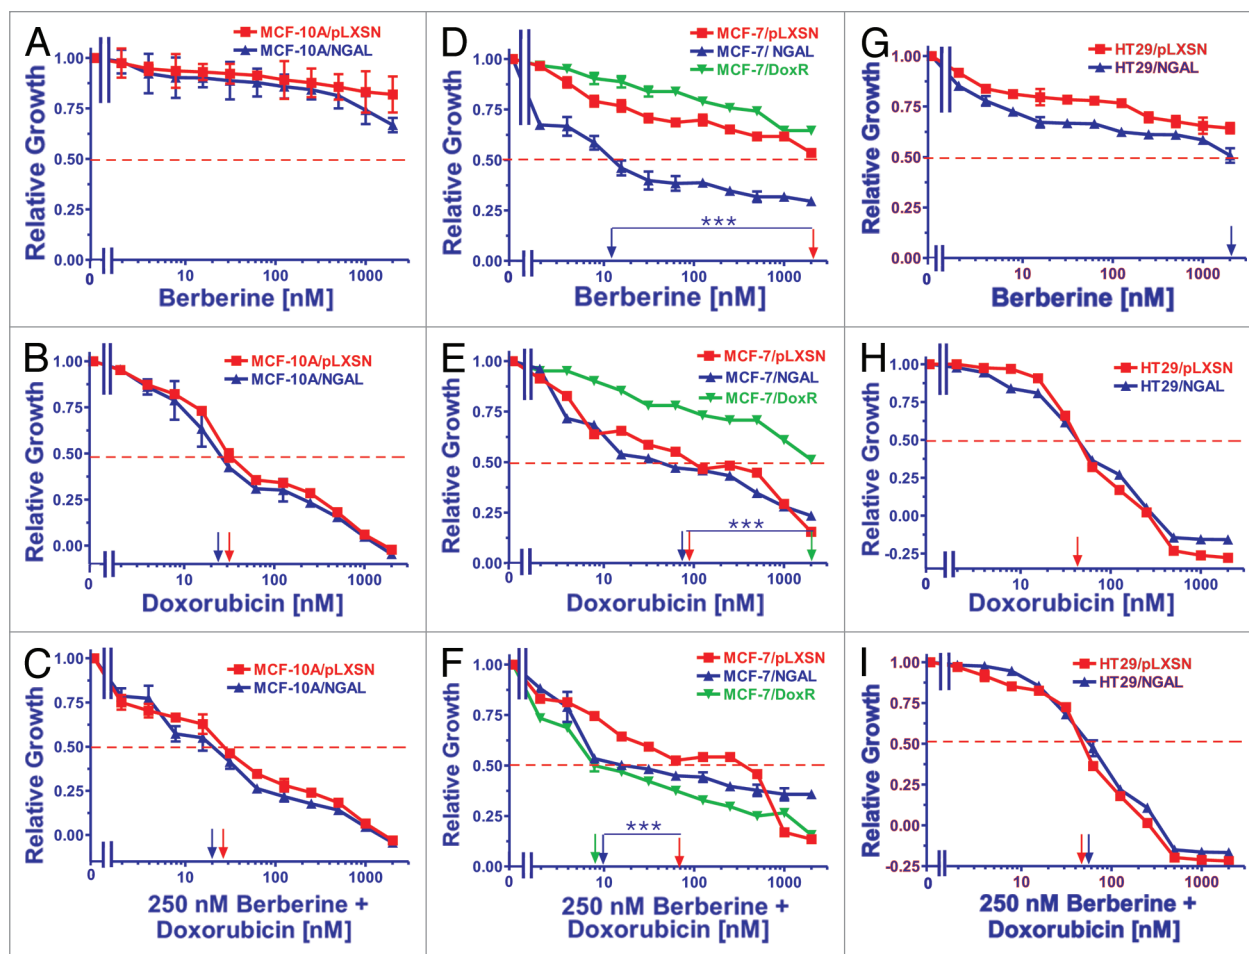 A
MCF-10A/pLXSN
MCF-10A/NGAL
Relative Growth
1.00
0.75
0.50
0.25
0.00
0
10
100
1000
Berberine [nM]
D
MCF-7/pLXSN
MCF-7/ NGAL
MCF-7/DoxR
Relative Growth
1.00
0.75
0.50
0.25
0.00
***
0
10
100
1000
Berberine [nM]
G
HT29/pLXSN
HT29/NGAL
Relative Growth
1.00
0.75
0.50
0.25
0.00
0
10
100
1000
Berberine [nM]
B
MCF-10A/pLXSN
MCF-10A/NGAL
Relative Growth
1.00
0.75
0.50
0.25
0.00
0
10
100
1000
Doxorubicin [nM]
E
MCF-7/pLXSN
MCF-7/NGAL
MCF-7/DoxR
Relative Growth
1.00
0.75
0.50
0.25
0.00
***
0
10
100
1000
Doxorubicin [nM]
H
HT29/pLXSN
HT29/NGAL
Relative Growth
1.00
0.75
0.50
0.25
0.00
-0.25
0
10
100
1000
Doxorubicin [nM]
C
MCF-10A/pLXSN
MCF-10A/NGAL
Relative Growth
1.00
0.75
0.50
0.25
0.00
0
10
100
1000
250 nM Berberine +
Doxorubicin [nM]
F
MCF-7/pLXSN
MCF-7/NGAL
MCF-7/DoxR
Relative Growth
1.00
0.75
0.50
0.25
0.00
***
0
10
100
1000
250 nM Berberine +
Doxorubicin [nM]
I
HT29/pLXSN
HT29/NGAL
Relative Growth
1.00
0.75
0.50
0.25
0.00
-0.25
0
10
100
1000
250 nM Berberine +
Doxorubicin [nM]